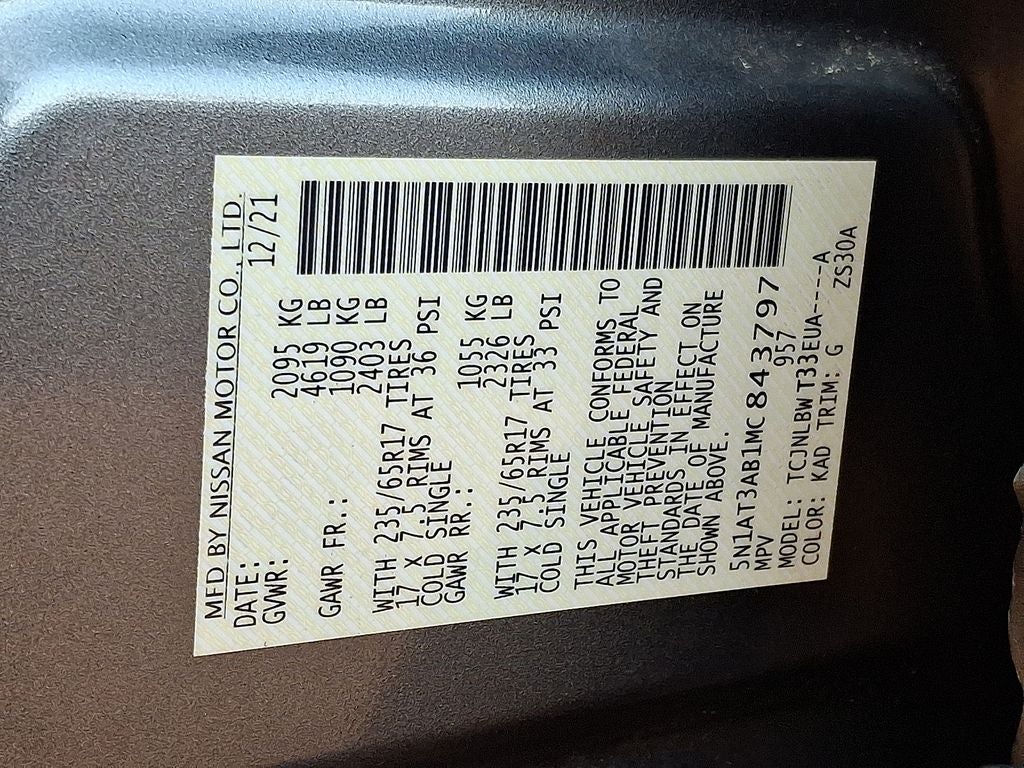 MFD BY NISSAN MOTOR CO., LTD.
DATE: 12/21
GVWR: 2095 KG
4619 LB
GAWR FR.: 1090 KG
2403 LB
WITH 235/65R17 TIRES
17 X 7.5 RIMS AT 36 PSI
COLD SINGLE
GAWR RR.: 1055 KG
2326 LB
WITH 235/65R17 TIRES
17 X 7.5 RIMS AT 33 PSI
COLD SINGLE
THIS VEHICLE CONFORMS TO
ALL APPLICABLE FEDERAL
MOTOR VEHICLE SAFETY AND
THEFT PREVENTION
STANDARDS IN EFFECT ON
THE DATE OF MANUFACTURE
SHOWN ABOVE.
5N1AT3AB1MC843797
MPV 957
MODEL: TCJNLBWT33EUA----A
COLOR: KAD TRIM: G ZS30A